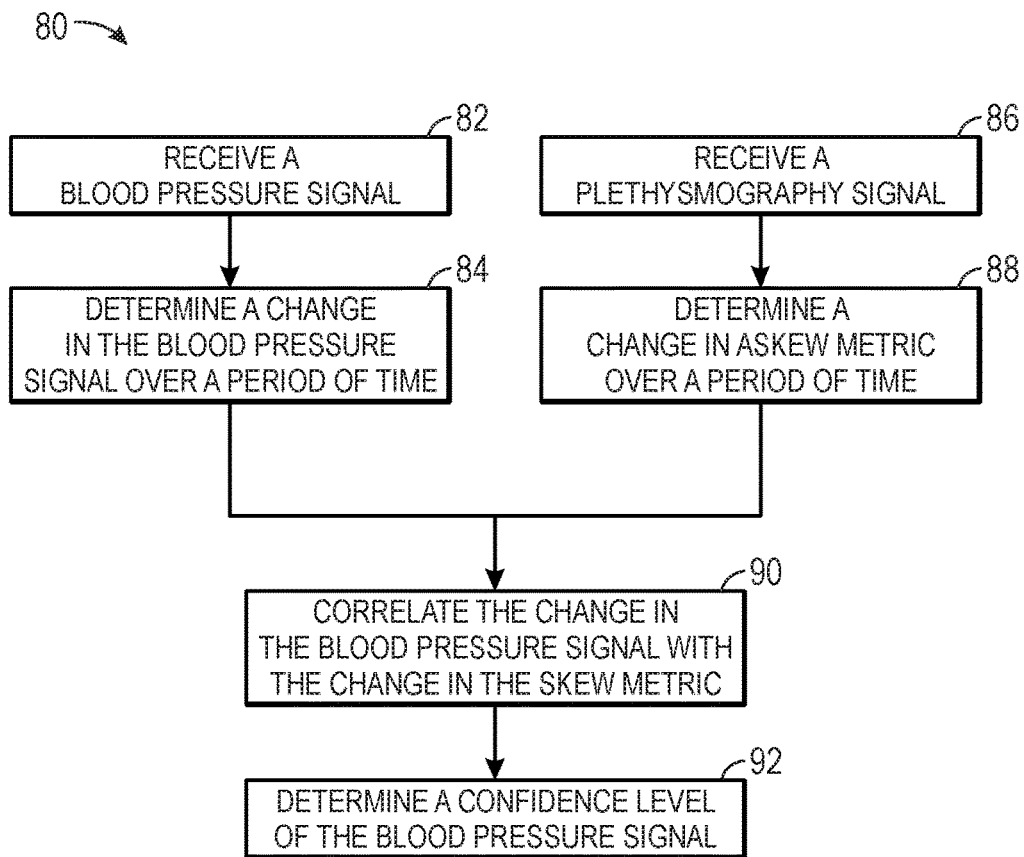 80
82
RECEIVE A
BLOOD PRESSURE SIGNAL
86
RECEIVE A
PLETHYSMOGRAPHY SIGNAL
84
DETERMINE A CHANGE
IN THE BLOOD PRESSURE
SIGNAL OVER A PERIOD OF TIME
88
DETERMINE A
CHANGE IN ASKEW METRIC
OVER A PERIOD OF TIME
90
CORRELATE THE CHANGE IN
THE BLOOD PRESSURE SIGNAL WITH
THE CHANGE IN THE SKEW METRIC
92
DETERMINE A CONFIDENCE LEVEL
OF THE BLOOD PRESSURE SIGNAL